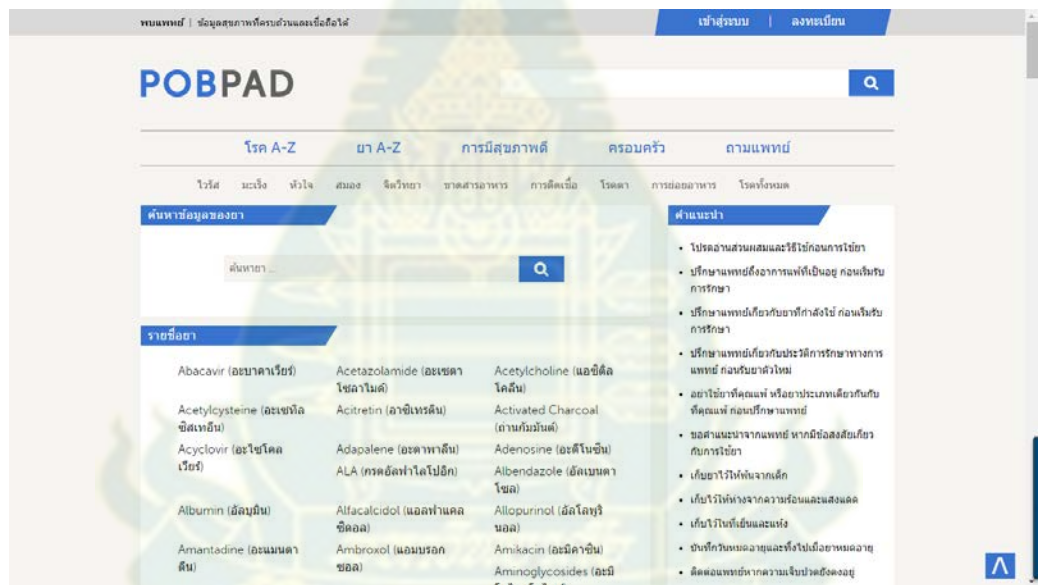 พบแพทย์ | ข้อมูลสุขภาพที่ครบถ้วนและเชื่อถือได้
เข้าสู่ระบบ | ลงทะเบียน
POBPAD
โรค A-Z ยา A-Z การมีสุขภาพดี ครอบครัว ถามแพทย์
ไวรัส มะเร็ง หัวใจ สมอง จิตวิทยา ขาดสารอาหาร การติดเชื้อ โรคตา การย่อยอาหาร โรคทั้งหมด
ค้นหาข้อมูลของยา
ค้นหายา ...
รายชื่อยา
Abacavir (อะบาคาเวียร์) Acetazolamide (อะเซตา Acetylcholine (แอซิติล
โซลาไมด์) โคลีน)
Acetylcysteine (อะเซทิล Acitretin (อาซิเทรติน) Activated Charcoal
ซิสเทอีน) (ถ่านกัมมันต์)
Acyclovir (อะไซโคล Adapalene (อะดาพาลีน) Adenosine (อะดีโนซีน)
เวียร์) ALA (กรดอัลฟาไลโปอิก) Albendazole (อัลเบนดา
โซล)
Albumin (อัลบูมิน) Alfacalcidol (แอลฟาแคล Allopurinol (อัลโลพูริ
ซิดอล) นอล)
Amantadine (อะแมนตา Ambroxol (แอมบรอก Amikacin (อะมิคาซิน)
ดีน) ซอล) Aminoglycosides (อะมิ
คำแนะนำ
• โปรดอ่านส่วนผสมและวิธีใช้ก่อนการใช้ยา
• ปรึกษาแพทย์ถึงอาการแพ้ที่เป็นอยู่ ก่อนเริ่มรับ
การรักษา
• ปรึกษาแพทย์เกี่ยวกับยาที่กำลังใช้ ก่อนเริ่มรับ
การรักษา
• ปรึกษาแพทย์เกี่ยวกับประวัติการรักษาทางการ
แพทย์ ก่อนรับยาตัวใหม่
• อย่าใช้ยาที่คุณแพ้ หรือยาประเภทเดียวกันกับ
ที่คุณแพ้ ก่อนปรึกษาแพทย์
• ขอคำแนะนำจากแพทย์ หากมีข้อสงสัยเกี่ยว
กับการใช้ยา
• เก็บยาไว้ให้พ้นจากเด็ก
• เก็บไว้ให้ห่างจากความร้อนและแสงแดด
• เก็บไว้ในที่เย็นและแห้ง
• บันทึกวันหมดอายุและทิ้งไปเมื่อยาหมดอายุ
• ติดต่อแพทย์หากความเจ็บป่วยยังคงอยู่